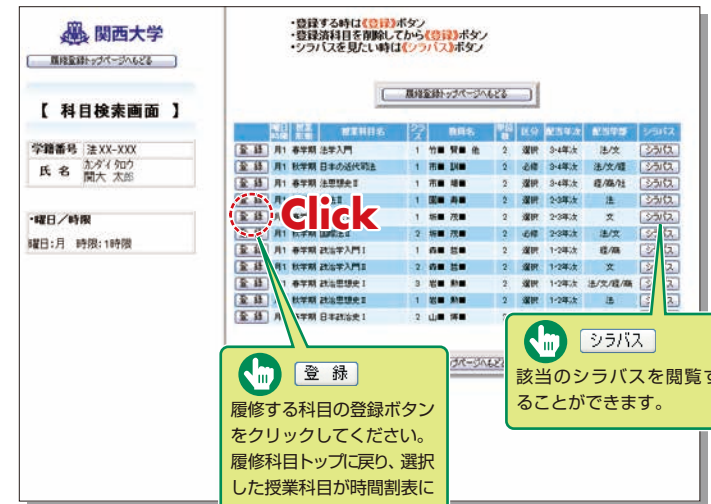 関西大学
履修登録トップページへもどる
【 科目検索画面 】
学籍番号 法XX-XXX
氏 名 カンダイ タロウ
関大 太郎
・曜日／時限
曜日:月 時限:1時限
・登録する時は《登録》ボタン
・登録済科目を削除してから《登録》ボタン
・シラバスを見たい時は《シラバス》ボタン
履修登録トップページへもどる
曜日時限 授業科目名 クラス 教員名 区分 配当年次 配当学部 シラバス
登 録 月1 春学期 法学入門 1 選択 3-4年次 法/文 シラバス
登 録 月1 秋学期 日本の近代司法 1 2 必修 3-4年次 法/文/経 シラバス
登 録 月1 春学期 法思想史Ⅱ 1 2 選択 3-4年次 シラバス
登 録 1 2 選択 2-3年次 法 シラバス
登 録 1 2 選択 2-3年次 文 シラバス
登 録 月1 秋学期 2 2 必修 2-3年次 法/文
登 録 月1 春学期 政治学入門Ⅰ 1 2 選択 1-2年次
登 録 月1 秋学期 政治学入門Ⅱ 2 2 選択 1-2年次 文
登 録 月1 春学期 政治思想史Ⅰ 3 2 選択 1-2年次
登 録 月1 秋学期 政治思想史Ⅱ 1 2 選択 1-2年次 法
登 録 日本政治史Ⅰ 2
Click
登 録
履修する科目の登録ボタン
をクリックしてください。
履修科目トップに戻り、選択
した授業科目が時間割表に
シラバス
該当のシラバスを閲覧す
ることができます。